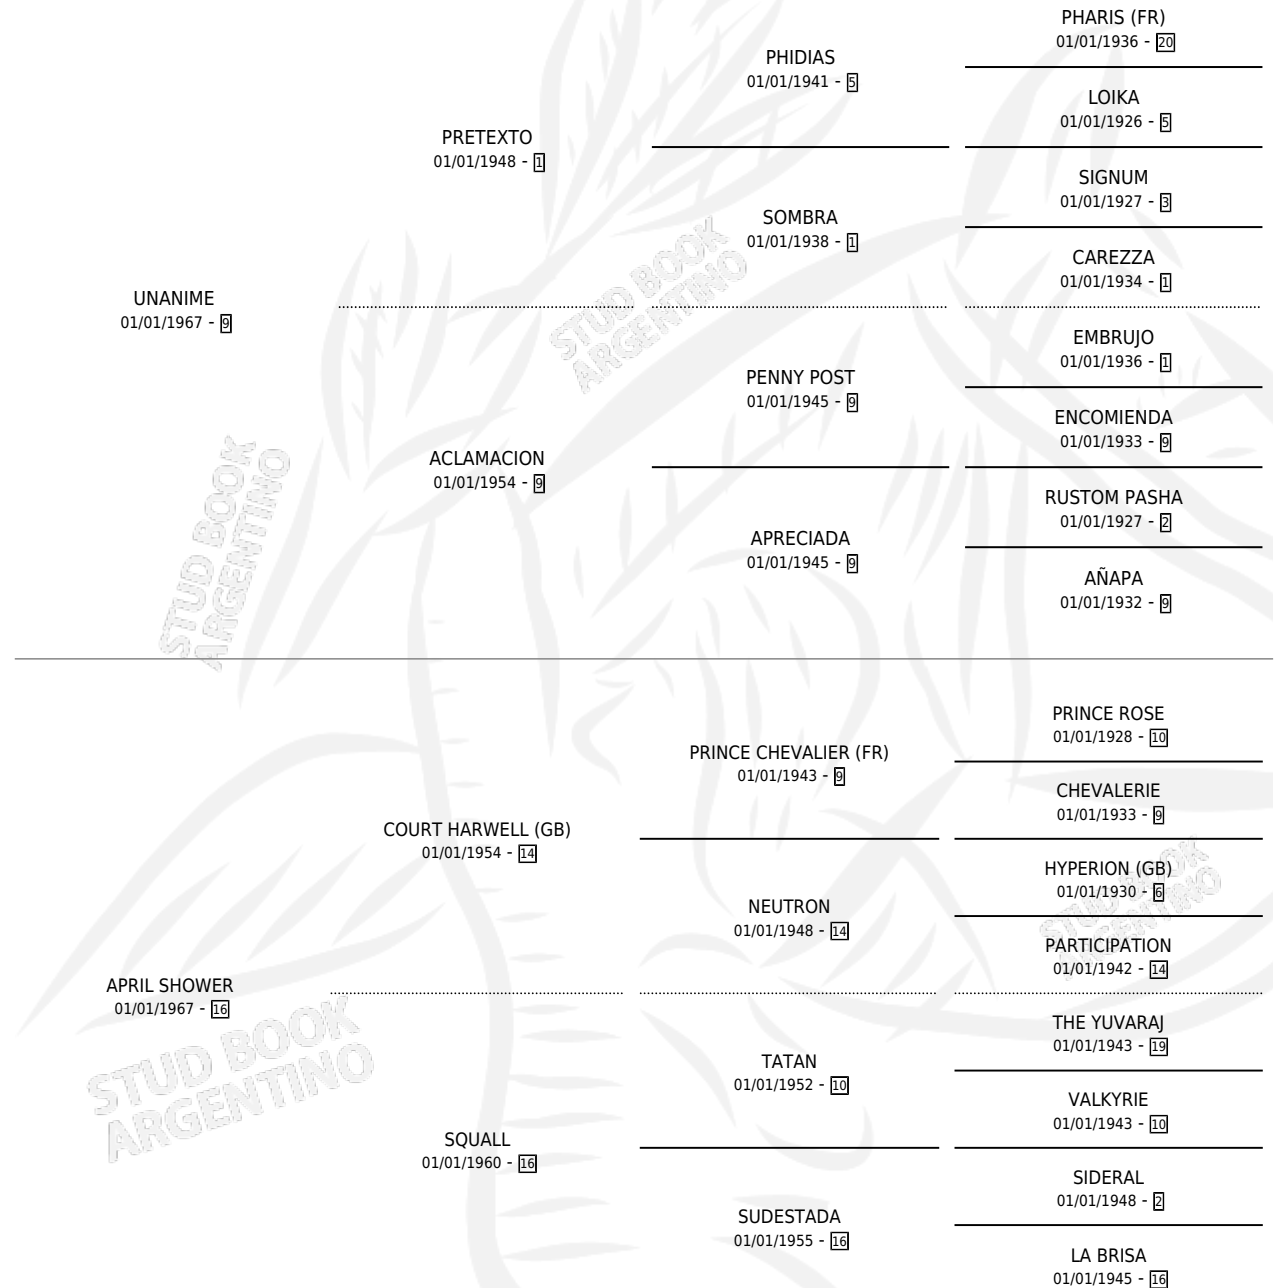 PHARIS (FR)
01/01/1936 - 20
PHIDIAS
01/01/1941 - 5
LOIKA
01/01/1926 - 5
PRETEXTO
01/01/1948 - 1
SIGNUM
01/01/1927 - 3
SOMBRA
01/01/1938 - 1
CAREZZA
01/01/1934 - 1
UNANIME
01/01/1967 - 9
EMBRUJO
01/01/1936 - 1
PENNY POST
01/01/1945 - 9
ENCOMIENDA
01/01/1933 - 9
ACLAMACION
01/01/1954 - 9
RUSTOM PASHA
01/01/1927 - 2
APRECIADA
01/01/1945 - 9
AÑAPA
01/01/1932 - 9
PRINCE ROSE
01/01/1928 - 10
PRINCE CHEVALIER (FR)
01/01/1943 - 9
CHEVALERIE
01/01/1933 - 9
COURT HARWELL (GB)
01/01/1954 - 14
HYPERION (GB)
01/01/1930 - 6
NEUTRON
01/01/1948 - 14
PARTICIPATION
01/01/1942 - 14
APRIL SHOWER
01/01/1967 - 16
THE YUVARAJ
01/01/1943 - 19
TATAN
01/01/1952 - 10
VALKYRIE
01/01/1943 - 10
SQUALL
01/01/1960 - 16
SIDERAL
01/01/1948 - 2
SUDESTADA
01/01/1955 - 16
LA BRISA
01/01/1945 - 16
STUD BOOK
ARGENTINO
STUD BOOK
ARGENTINO
STUD BOOK
ARGENTINO
STUD BOOK
ARGENTINO